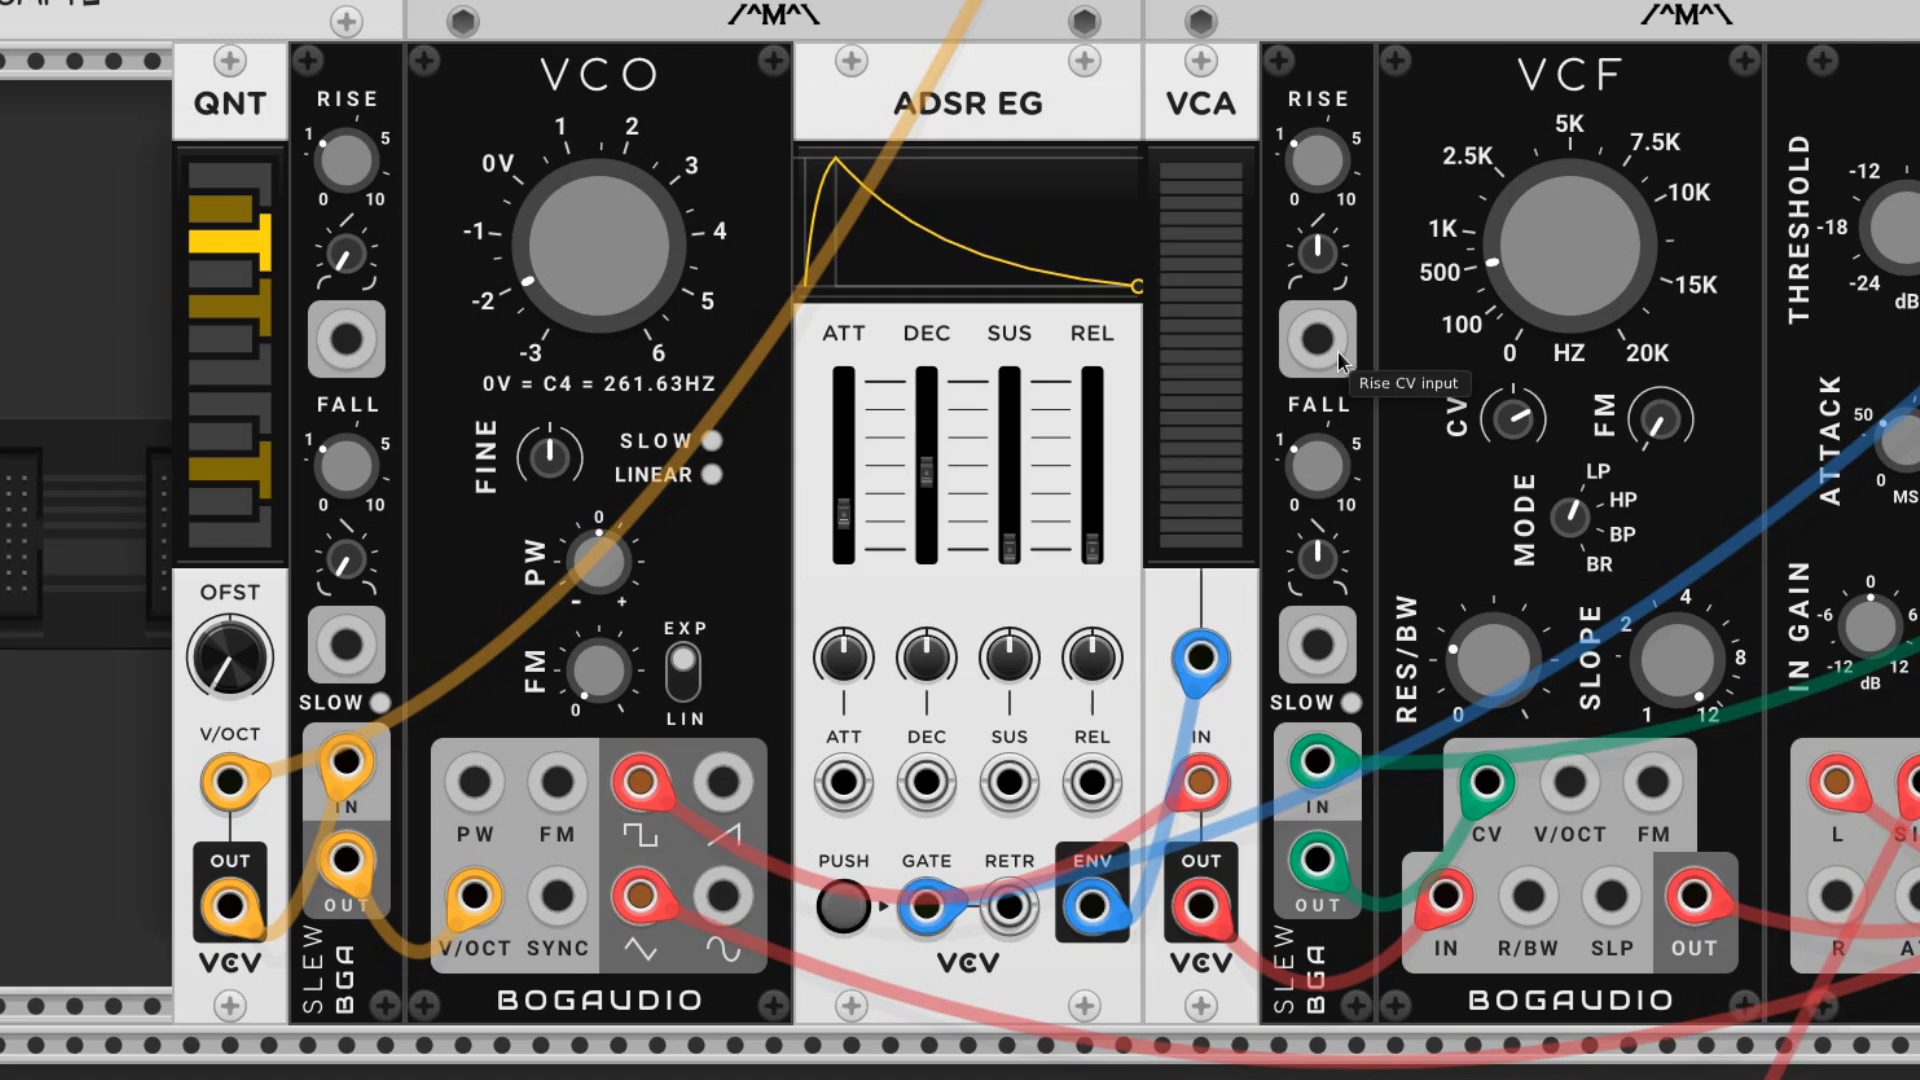 QNT
OFST
V/OCT
OUT
VCV
RISE
1
5
0
10
FALL
1
5
0
10
SLOW
IN
OUT
SLEW
BGA
VCO
0V
1
2
3
4
5
6
-1
-2
-3
0V = C4 = 261.63HZ
FINE
SLOW
LINEAR
PW
0
-
+
FM
0
EXP
LIN
PW
FM
V/OCT
SYNC
BOGAUDIO
ADSR EG
ATT
DEC
SUS
REL
ATT
DEC
SUS
REL
PUSH
GATE
RETR
ENV
VCV
VCA
IN
OUT
VCV
RISE
1
5
0
10
Rise CV input
FALL
1
5
0
10
SLOW
IN
OUT
SLEW
BGA
VCF
5K
2.5K
7.5K
1K
10K
500
15K
100
0
HZ
20K
CV
FM
MODE
LP
HP
BP
BR
RES/BW
0
SLOPE
4
2
8
1
12
CV
V/OCT
FM
IN
R/BW
SLP
OUT
BOGAUDIO
THRESHOLD
-12
-18
-24
dB
ATTACK
50
0
MS
IN GAIN
0
-6
6
-12
12
dB
L
R